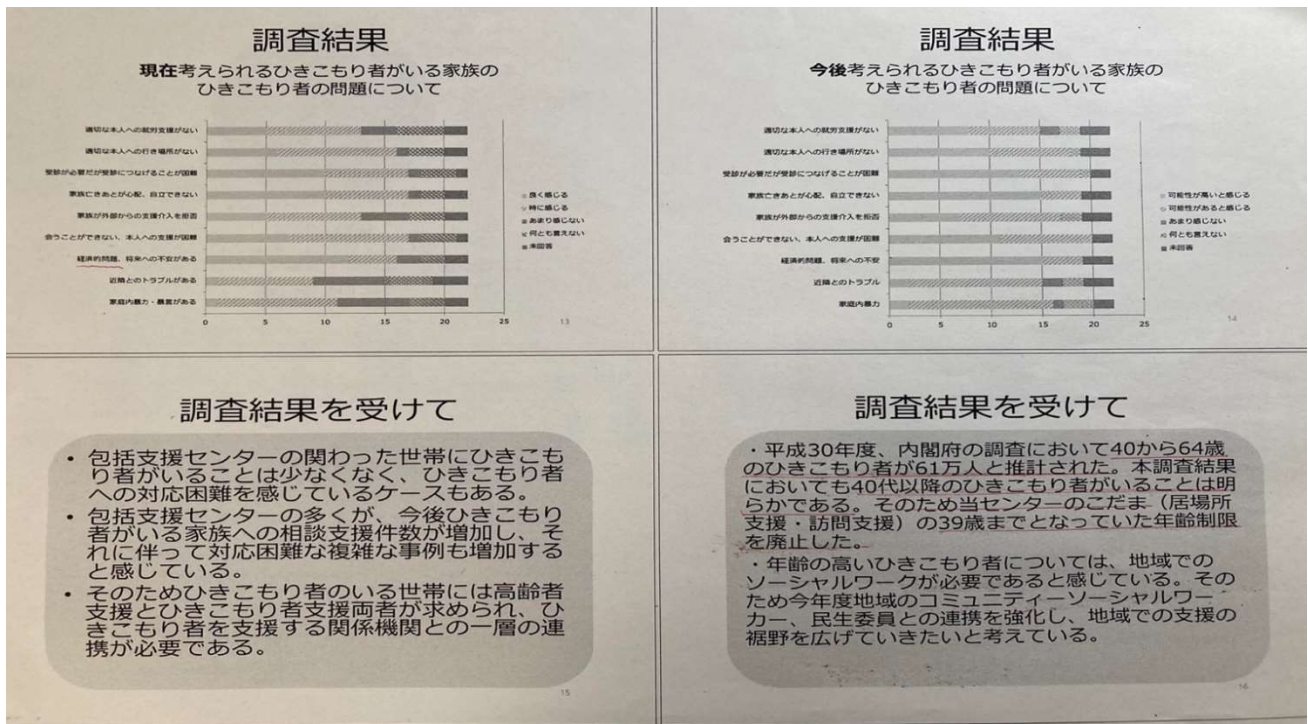 調査結果
現在考えられるひきこもり者がいる家族の
ひきこもり者の問題について
適切な本人への就労支援がない
適切な本人への行き場所がない
受診が必要だが受診につなげることが困難
家族亡きあとが心配、自立できない
家族が外部からの支援介入を拒否
会うことができない、本人への支援が困難
経済的問題、将来への不安がある
近隣とのトラブルがある
家庭内暴力・暴言がある
0 5 10 15 20 25
良く感じる
時に感じる
あまり感じない
何とも言えない
未回答
13
調査結果
今後考えられるひきこもり者がいる家族の
ひきこもり者の問題について
適切な本人への就労支援がない
適切な本人への行き場所がない
受診が必要だが受診につなげることが困難
家族亡きあとが心配、自立できない
家族が外部からの支援介入を拒否
会うことができない、本人への支援が困難
経済的問題、将来への不安
近隣とのトラブル
家庭内暴力
0 5 10 15 20 25
可能性が高いと感じる
可能性があると感じる
あまり感じない
何とも言えない
未回答
14
調査結果を受けて
・包括支援センターの関わった世帯にひきこも
り者がいることは少なくなく、ひきこもり者
への対応困難を感じているケースもある。
・包括支援センターの多くが、今後ひきこもり
者がいる家族への相談支援件数が増加し、そ
れに伴って対応困難な複雑な事例も増加する
と感じている。
・そのためひきこもり者のいる世帯には高齢者
支援とひきこもり者支援両者が求められ、ひ
きこもり者を支援する関係機関との一層の連
携が必要である。
15
調査結果を受けて
・平成30年度、内閣府の調査において40から64歳
のひきこもり者が61万人と推計された。本調査結果
においても40代以降のひきこもり者がいることは明
らかである。そのため当センターのこだま（居場所
支援・訪問支援）の39歳までとなっていた年齢制限
を廃止した。
・年齢の高いひきこもり者については、地域での
ソーシャルワークが必要であると感じている。その
ため今年度地域のコミュニティーソーシャルワー
カー、民生委員との連携を強化し、地域での支援の
裾野を広げていきたいと考えている。
16